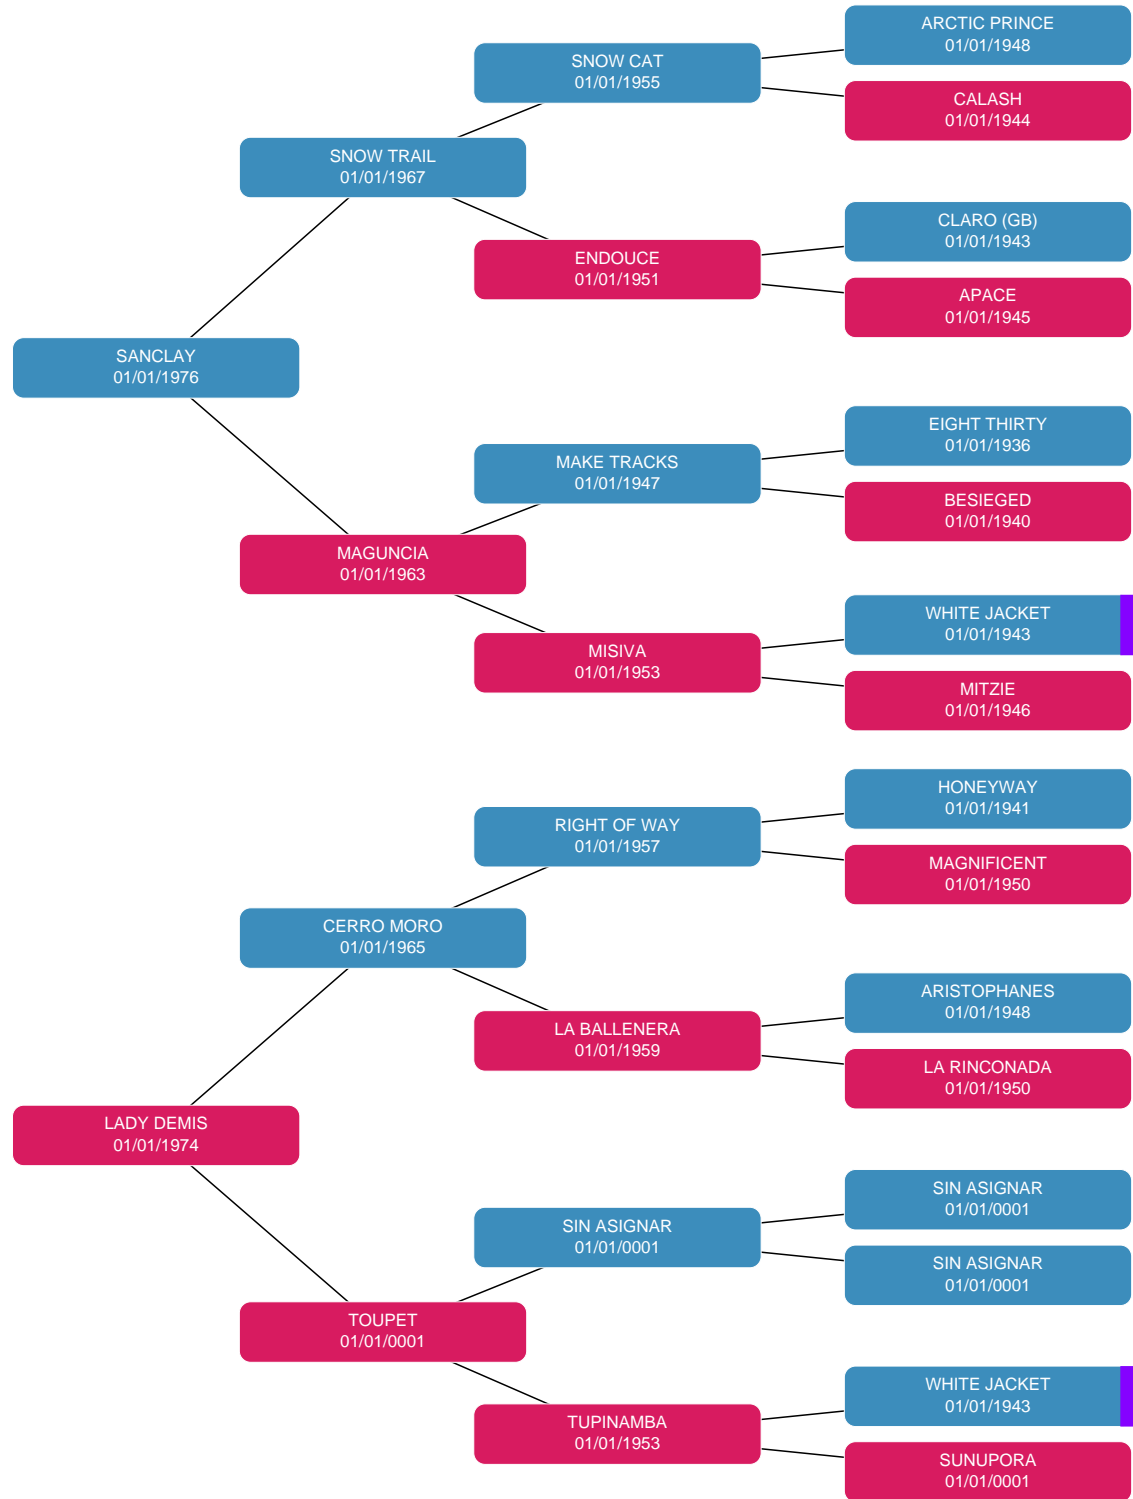 ARCTIC PRINCE
01/01/1948
SNOW CAT
01/01/1955
CALASH
01/01/1944
SNOW TRAIL
01/01/1967
CLARO (GB)
01/01/1943
ENDOUCE
01/01/1951
APACE
01/01/1945
SANCLAY
01/01/1976
EIGHT THIRTY
01/01/1936
MAKE TRACKS
01/01/1947
BESIEGED
01/01/1940
MAGUNCIA
01/01/1963
WHITE JACKET
01/01/1943
MISIVA
01/01/1953
MITZIE
01/01/1946
HONEYWAY
01/01/1941
RIGHT OF WAY
01/01/1957
MAGNIFICENT
01/01/1950
CERRO MORO
01/01/1965
ARISTOPHANES
01/01/1948
LA BALLENERA
01/01/1959
LA RINCONADA
01/01/1950
LADY DEMIS
01/01/1974
SIN ASIGNAR
01/01/0001
SIN ASIGNAR
01/01/0001
SIN ASIGNAR
01/01/0001
TOUPET
01/01/0001
WHITE JACKET
01/01/1943
TUPINAMBA
01/01/1953
SUNUPORA
01/01/0001